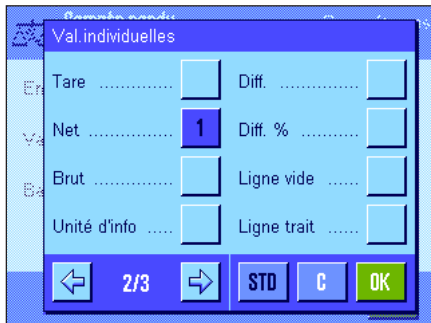 Val.individuelles
Tare .............. Diff. ...............
Net ............... 1 Diff. % ...........
Brut ............... Ligne vide ......
Unité d'info ..... Ligne trait ......
2/3 STD C OK